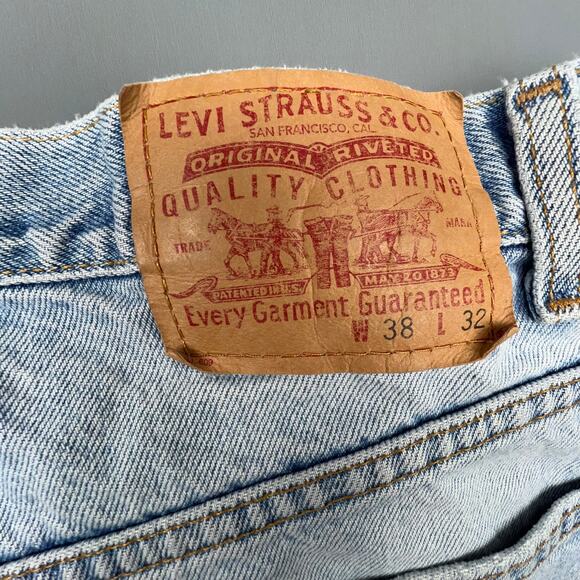 LEVI STRAUSS & CO.
SAN FRANCISCO, CAL.
ORIGINAL RIVETED
QUALITY CLOTHING
TRADE MARK
PATENTED IN U.S. MAY 20 1873
Every Garment Guaranteed
W 38 L 32